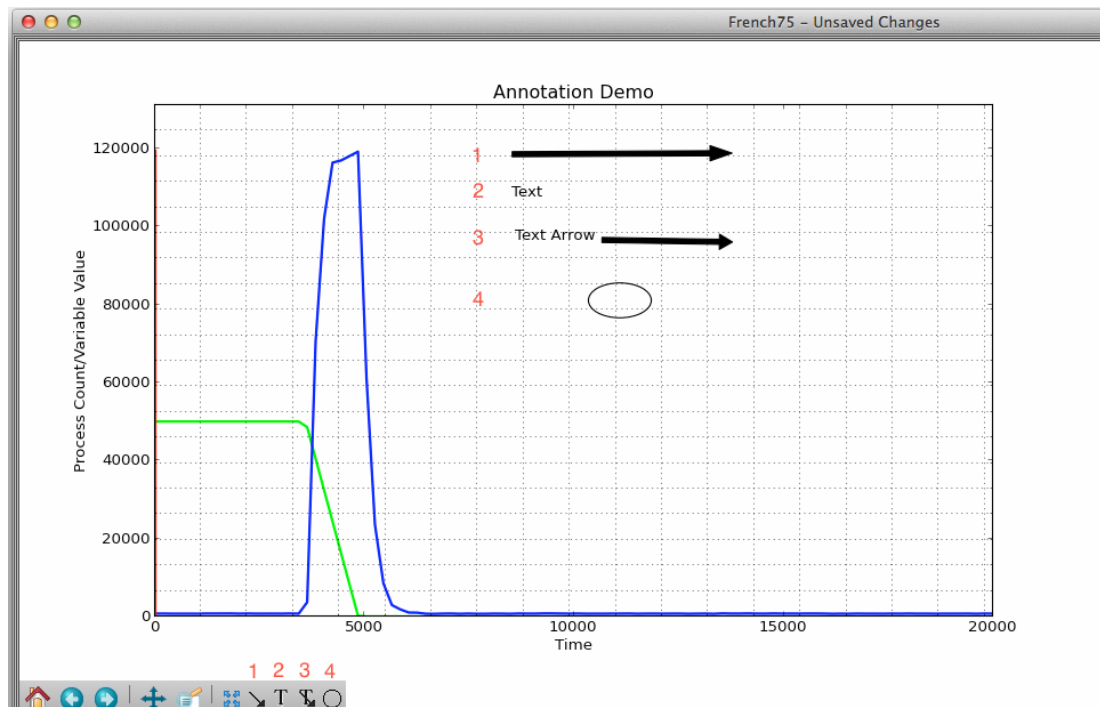 French75 – Unsaved Changes
Annotation Demo
120000
100000
80000
60000
40000
20000
0
Process Count/Variable Value
1
2 Text
3 Text Arrow
4
0 5000 10000 15000 20000
Time
1 2 3 4
T T